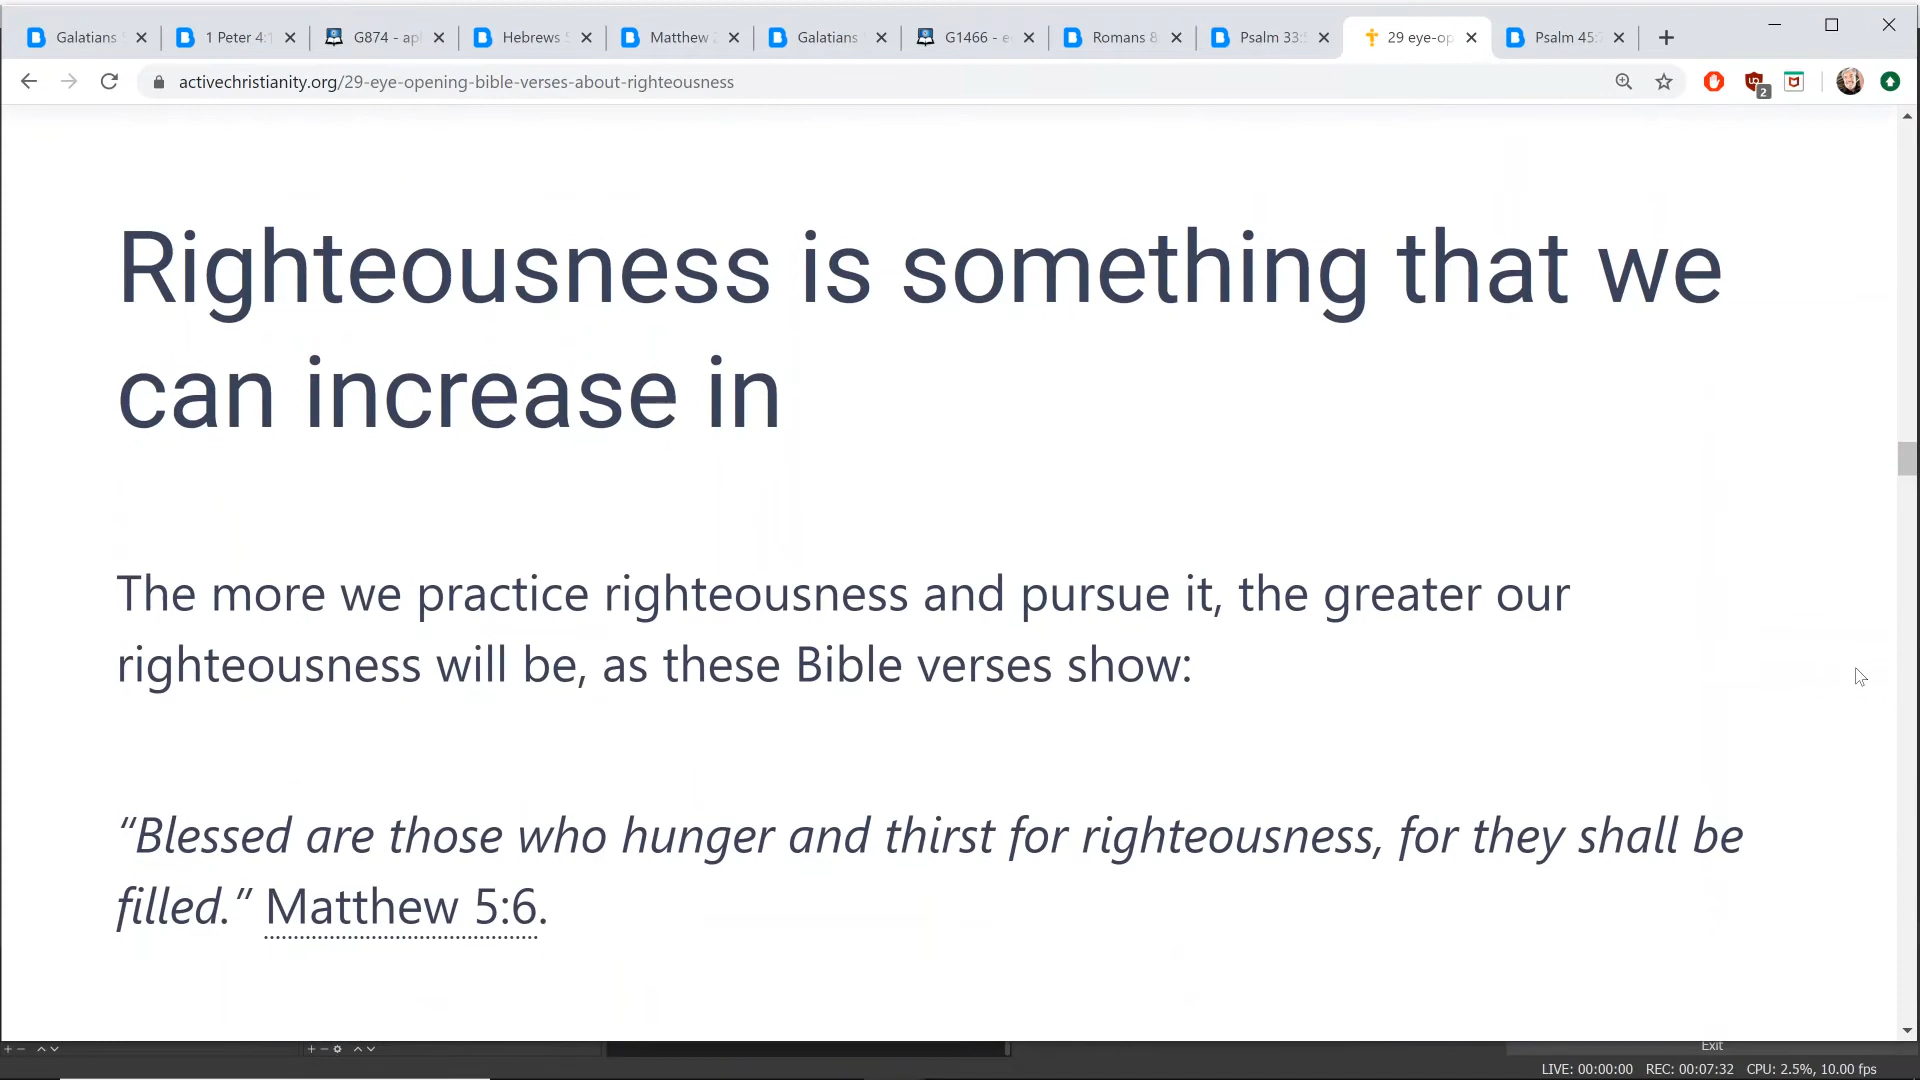 Galatians
1 Peter 4:
G874 - apl
Hebrews 5
Matthew 2
Galatians
G1466 - e
Romans 8
Psalm 33:
29 eye-op
Psalm 45:
activechristianity.org/29-eye-opening-bible-verses-about-righteousness
2
Righteousness is something that we
can increase in
The more we practice righteousness and pursue it, the greater our
righteousness will be, as these Bible verses show:
“Blessed are those who hunger and thirst for righteousness, for they shall be
filled.” Matthew 5:6.
Exit
LIVE: 00:00:00 REC: 00:07:32 CPU: 2.5%, 10.00 fps